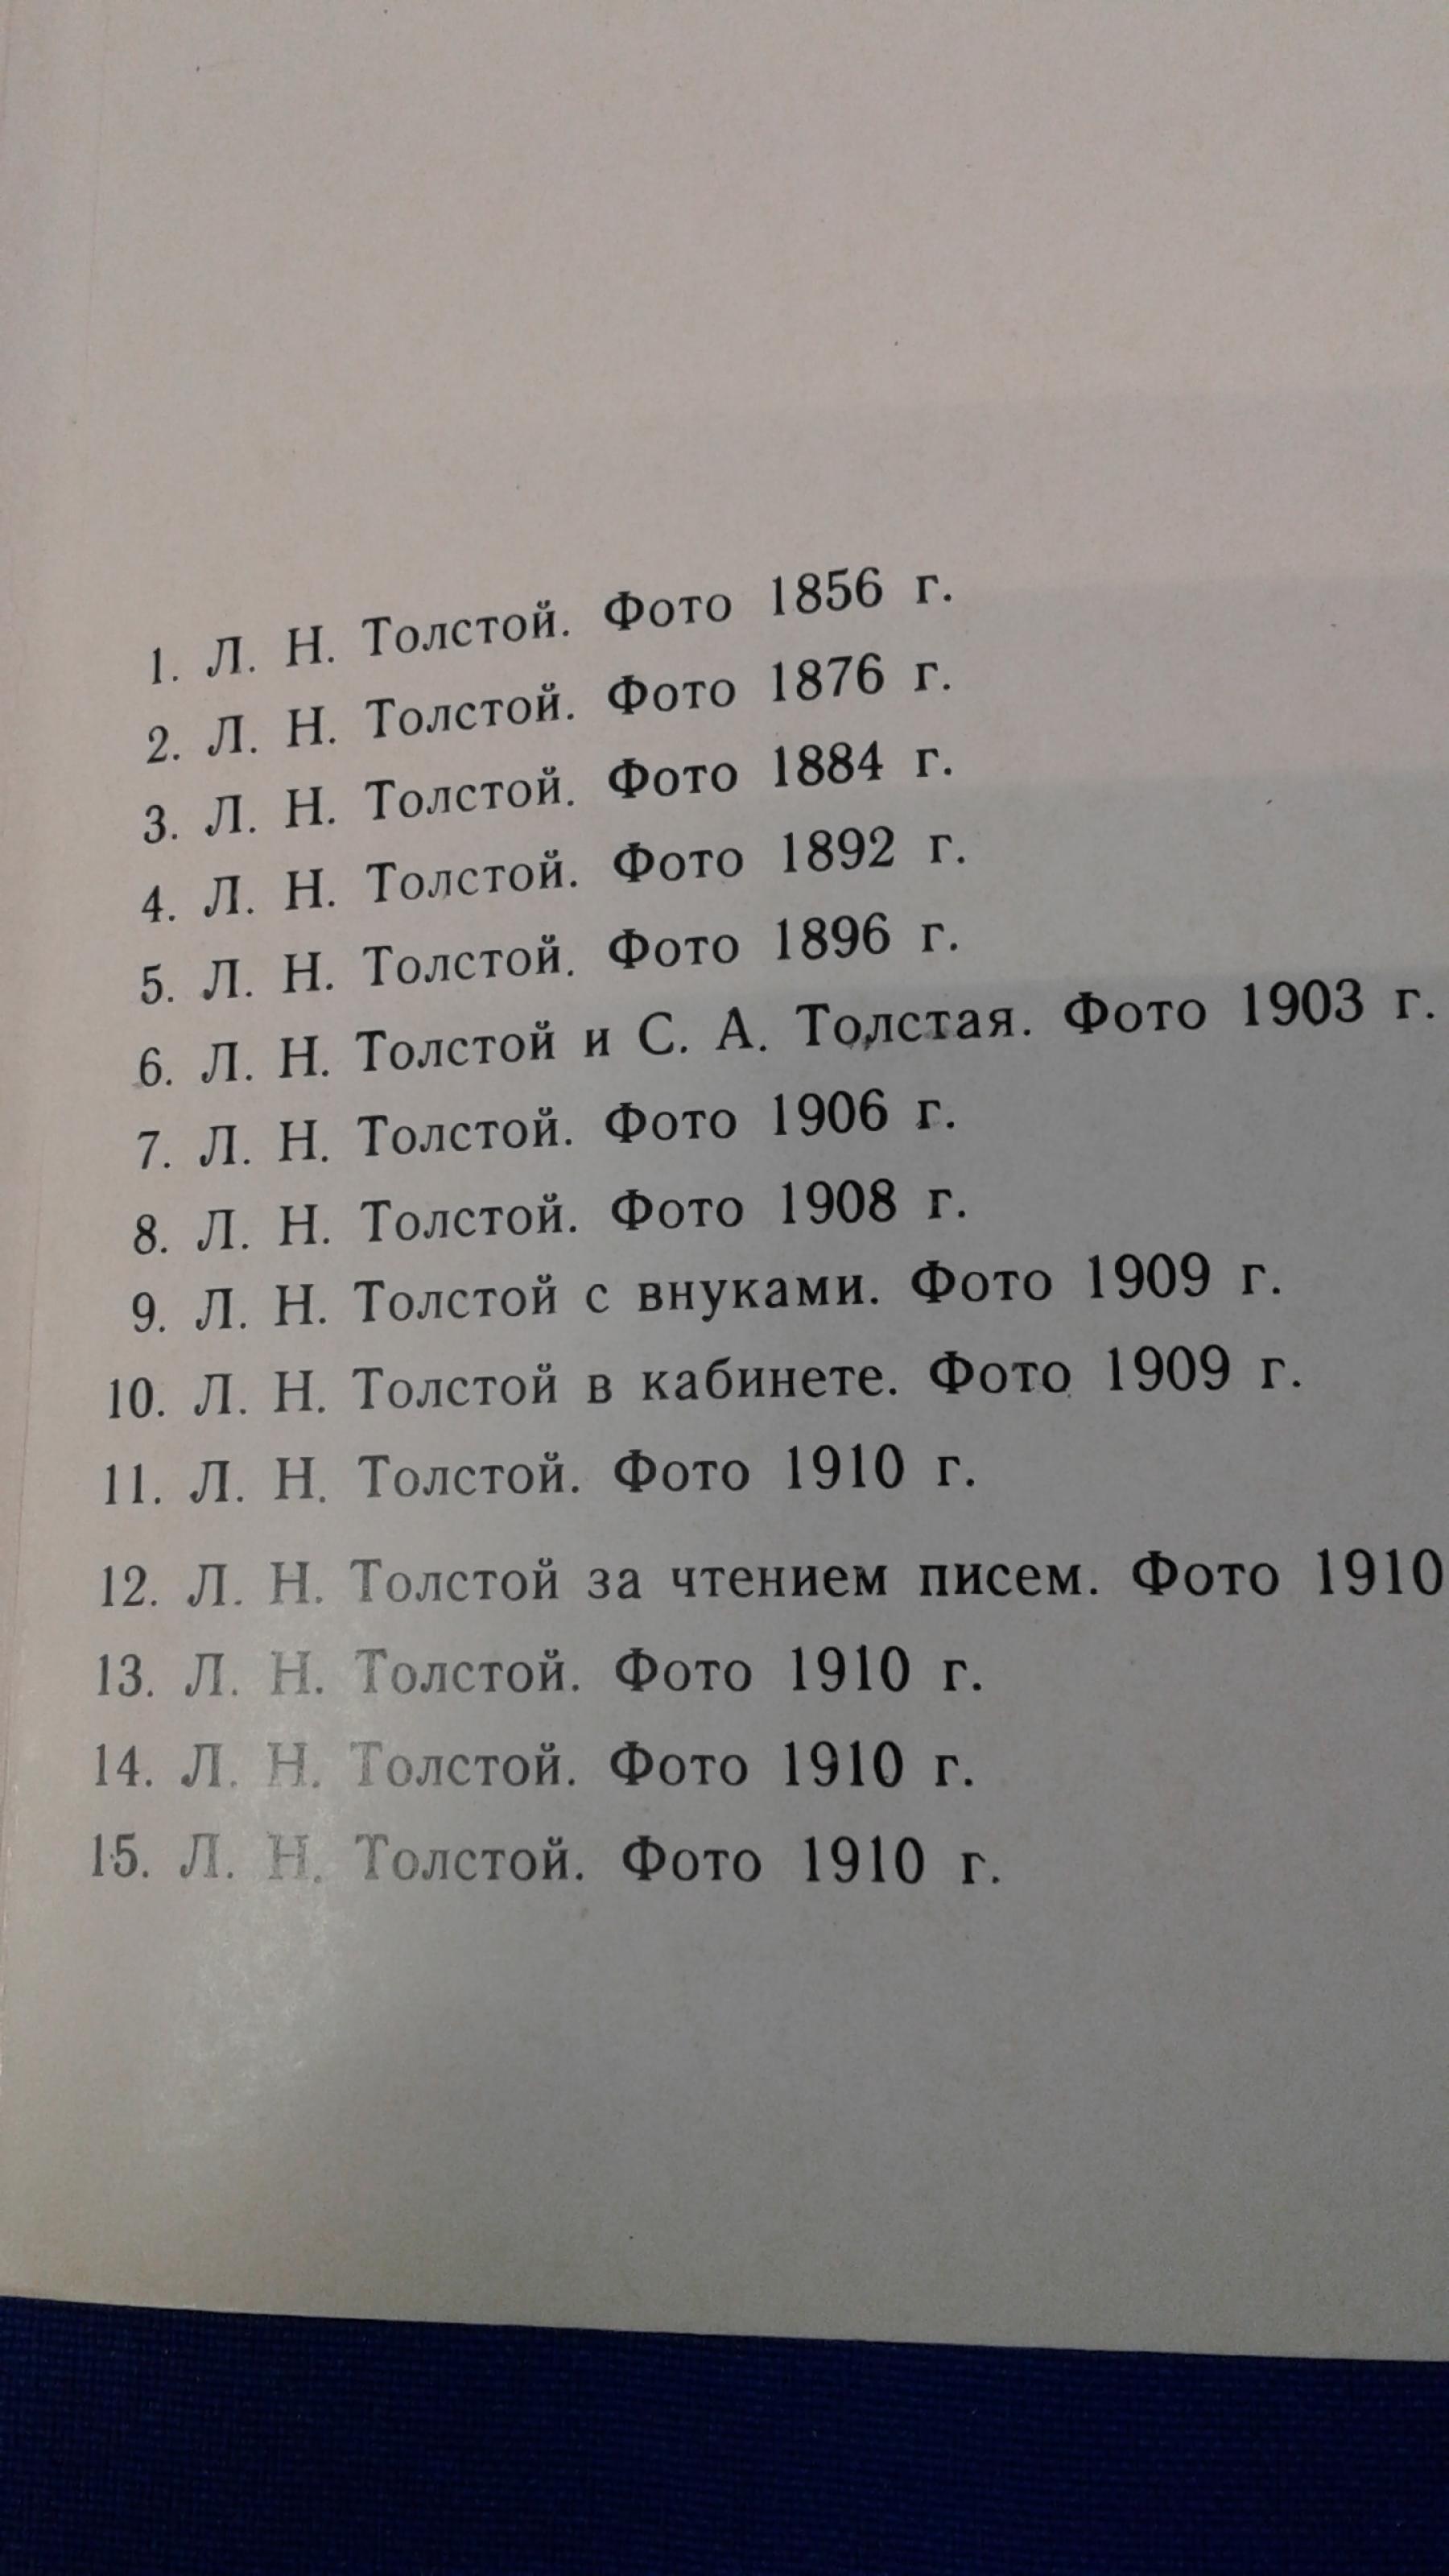 1. Л. Н. Толстой. Фото 1856 г.
2. Л. Н. Толстой. Фото 1876 г.
3. Л. Н. Толстой. Фото 1884 г.
4. Л. Н. Толстой. Фото 1892 г.
5. Л. Н. Толстой. Фото 1896 г.
6. Л. Н. Толстой и С. А. Толстая. Фото 1903 г.
7. Л. Н. Толстой. Фото 1906 г.
8. Л. Н. Толстой. Фото 1908 г.
9. Л. Н. Толстой с внуками. Фото 1909 г.
10. Л. Н. Толстой в кабинете. Фото 1909 г.
11. Л. Н. Толстой. Фото 1910 г.
12. Л. Н. Толстой за чтением писем. Фото 1910
13. Л. Н. Толстой. Фото 1910 г.
14. Л. Н. Толстой. Фото 1910 г.
15. Л. Н. Толстой. Фото 1910 г.